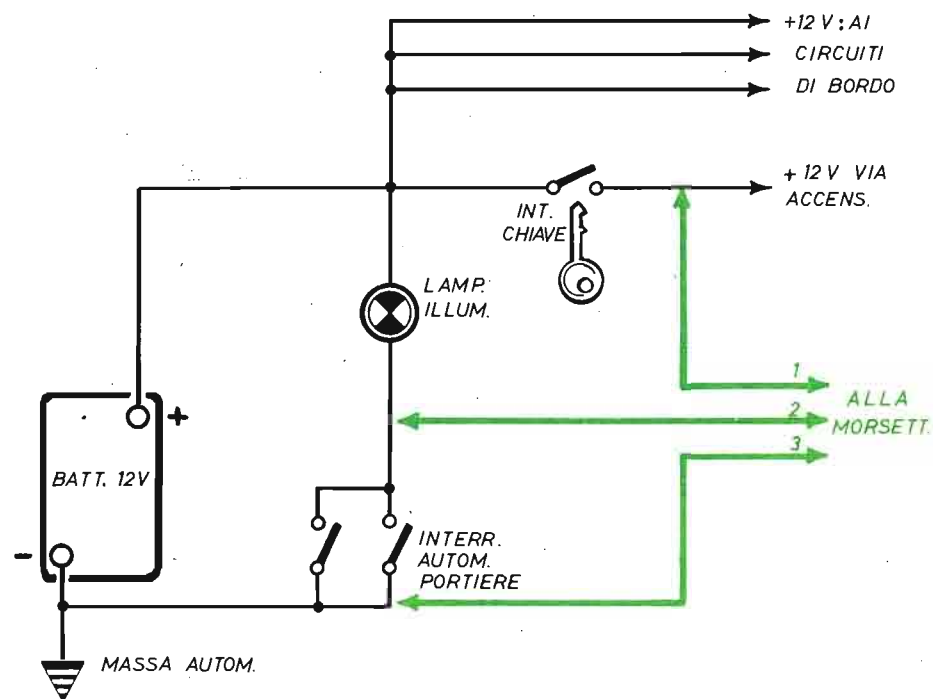 +12 V : AI
CIRCUITI
DI BORDO
+ 12 V VIA
ACCENS.
INT.
CHIAVE
LAMP.
ILLUM.
1
ALLA
2
MORSETT.
3
+
BATT. 12V
-
INTERR.
AUTOM.
PORTIERE
MASSA AUTOM.